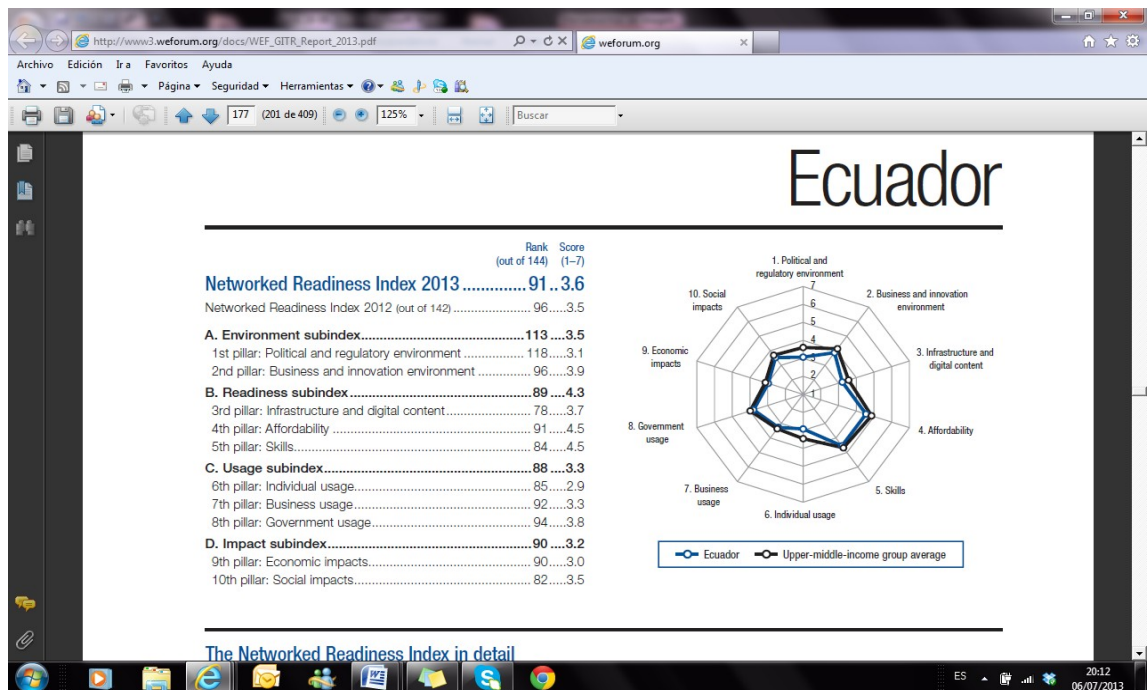 http://www3.weforum.org/docs/WEF_GITR_Report_2013.pdf
weforum.org
Archivo Edición Ir a Favoritos Ayuda
Página Seguridad Herramientas
177 (201 de 409) 125% Buscar
Ecuador
Rank Score
(out of 144) (1–7)
Networked Readiness Index 2013 ..............91..3.6
Networked Readiness Index 2012 (out of 142) .................... 96.....3.5
A. Environment subindex..........................................113 ....3.5
1st pillar: Political and regulatory environment ............... 118.....3.1
2nd pillar: Business and innovation environment ........... 96.....3.9
B. Readiness subindex..............................................89 ....4.3
3rd pillar: Infrastructure and digital content..................... 78.....3.7
4th pillar: Affordability................................................ 91.....4.5
5th pillar: Skills........................................................... 84.....4.5
C. Usage subindex....................................................88 ....3.3
6th pillar: Individual usage............................................ 85.....2.9
7th pillar: Business usage............................................ 92.....3.3
8th pillar: Government usage....................................... 94.....3.8
D. Impact subindex...................................................90 ....3.2
9th pillar: Economic impacts........................................ 90.....3.0
10th pillar: Social impacts............................................ 82.....3.5
1. Political and
regulatory environment
2. Business and innovation
environment
3. Infrastructure and
digital content
4. Affordability
5. Skills
6. Individual usage
7. Business
usage
8. Government
usage
9. Economic
impacts
10. Social
impacts
7
6
5
4
3
2
1
Ecuador Upper-middle-income group average
The Networked Readiness Index in detail
ES 20:12
06/07/2013